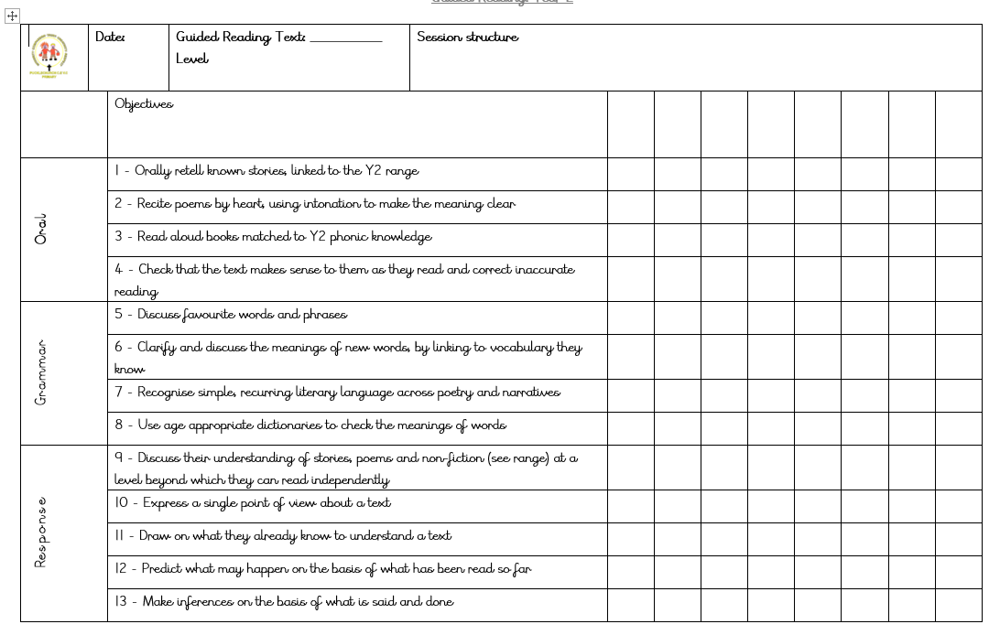 Guided Reading: Year 2
Date:
Guided Reading Text: __________
Level
Session structure
Objectives
Oral
1 - Orally retell known stories, linked to the Y2 range
2 - Recite poems by heart, using intonation to make the meaning clear
3 - Read aloud books matched to Y2 phonic knowledge
4 - Check that the text makes sense to them as they read and correct inaccurate
reading
Grammar
5 - Discuss favourite words and phrases
6 - Clarify and discuss the meanings of new words, by linking to vocabulary they
know
7 - Recognise simple, recurring literary language across poetry and narratives
8 - Use age appropriate dictionaries to check the meanings of words
Response
9 - Discuss their understanding of stories, poems and non-fiction (see range) at a
level beyond which they can read independently
10 - Express a single point of view about a text
11 - Draw on what they already know to understand a text
12 - Predict what may happen on the basis of what has been read so far
13 - Make inferences on the basis of what is said and done